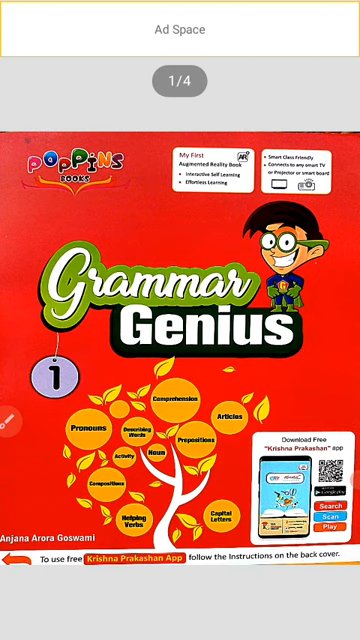 Ad Space
1/4
POPPiNS
BOOKS
My First
Augmented Reality Book
• Interactive Self Learning
• Effortless Learning
AR
• Smart Class Friendly
• Connects to any smart TV
or Projector or smart board
Grammar
Genius
G
1
Comprehension
Articles
Pronouns
Describing
Words
Prepositions
Noun
Activity
Compositions
Helping
Verbs
Capital
Letters
Download Free
"Krishna Prakashan" app
Google Play
Search
Scan
Play
Anjana Arora Goswami
To use free Krishna Prakashan App follow the Instructions on the back cover.